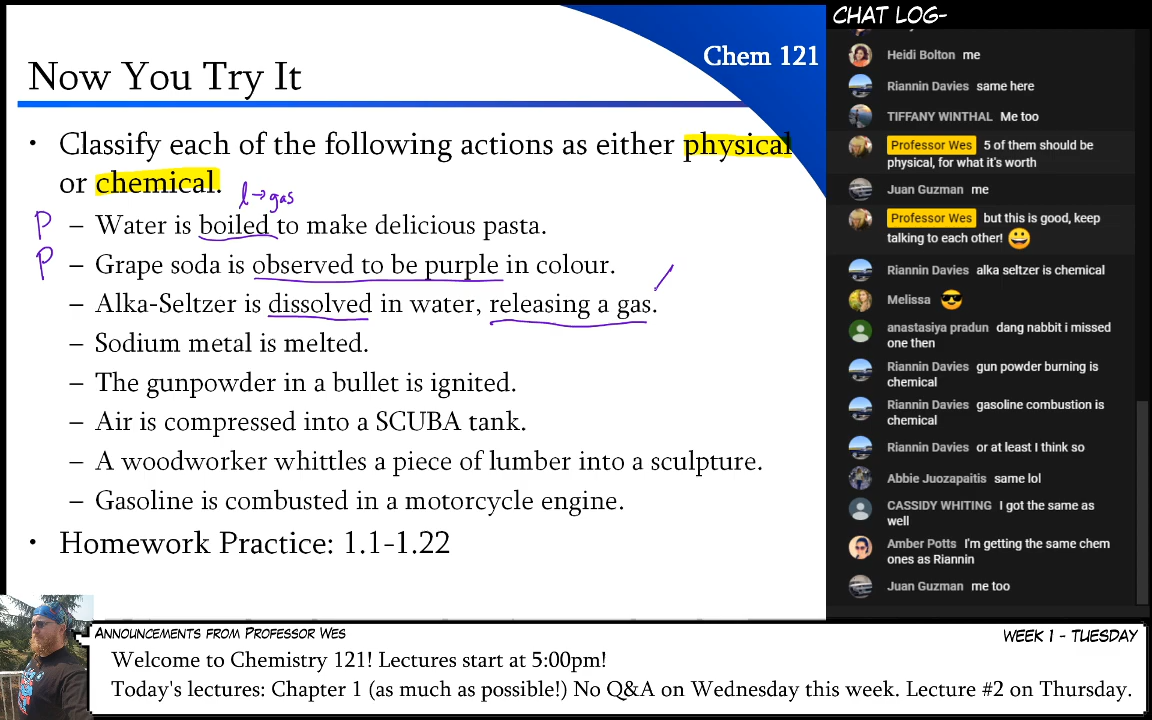 CHAT LOG-
Chem 121
Now You Try It
• Classify each of the following actions as either physical
or chemical.
l→gas
P – Water is boiled to make delicious pasta.
P – Grape soda is observed to be purple in colour.
– Alka-Seltzer is dissolved in water, releasing a gas.
– Sodium metal is melted.
– The gunpowder in a bullet is ignited.
– Air is compressed into a SCUBA tank.
– A woodworker whittles a piece of lumber into a sculpture.
– Gasoline is combusted in a motorcycle engine.
• Homework Practice: 1.1-1.22
Heidi Bolton me
Riannin Davies same here
TIFFANY WINTHAL Me too
Professor Wes 5 of them should be
physical, for what it's worth
Juan Guzman me
Professor Wes but this is good, keep
talking to each other! 😀
Riannin Davies alka seltzer is chemical
Melissa 😎
anastasiya pradun dang nabbit i missed
one then
Riannin Davies gun powder burning is
chemical
Riannin Davies gasoline combustion is
chemical
Riannin Davies or at least I think so
Abbie Juozapaitis same lol
CASSIDY WHITING I got the same as
well
Amber Potts I'm getting the same chem
ones as Riannin
Juan Guzman me too
ANNOUNCEMENTS FROM PROFESSOR WES
WEEK 1 - TUESDAY
Welcome to Chemistry 121! Lectures start at 5:00pm!
Today's lectures: Chapter 1 (as much as possible!) No Q&A on Wednesday this week. Lecture #2 on Thursday.